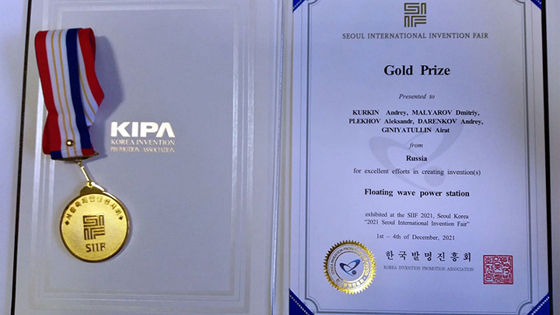 KIPA
KOREA INVENTION
PROMOTION ASSOCIATION
SIIF
SIIF
SEOUL INTERNATIONAL INVENTION FAIR
Gold Prize
Presented to
KURKIN Andrey, MALYAROV Dmitriy,
PLEKHOV Aleksandr, DARENKOV Andrey,
GINIYATULLIN Airat
from
Russia
for excellent efforts in creating invention(s)
Floating wave power station
exhibited at the SIIF 2021, Seoul Korea
"2021 Seoul International Invention Fair"
1st – 4th of December, 2021
한국발명진흥회
KOREA INVENTION PROMOTION ASSOCIATION